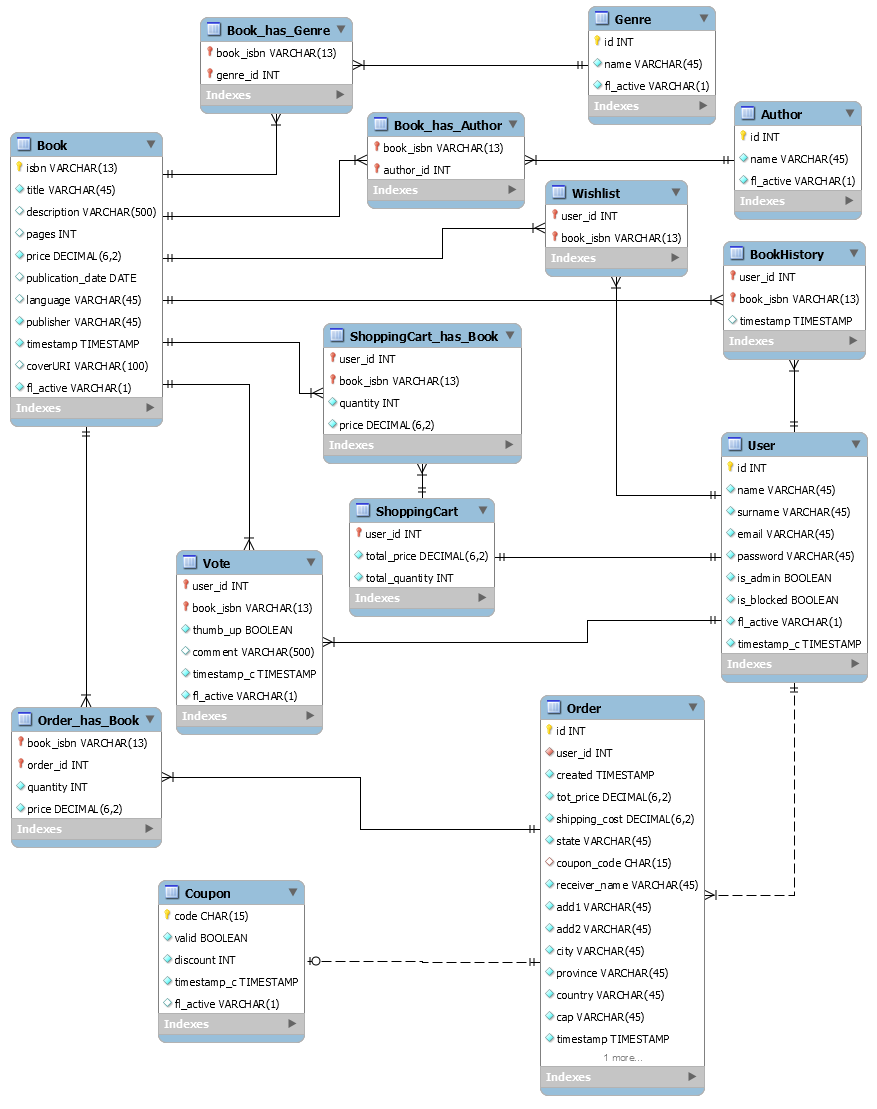 Book_has_Genre
book_isbn VARCHAR(13)
genre_id INT
Indexes
Genre
id INT
name VARCHAR(45)
fl_active VARCHAR(1)
Indexes
Book_has_Author
book_isbn VARCHAR(13)
author_id INT
Indexes
Author
id INT
name VARCHAR(45)
fl_active VARCHAR(1)
Indexes
Book
isbn VARCHAR(13)
title VARCHAR(45)
description VARCHAR(500)
pages INT
price DECIMAL(6,2)
publication_date DATE
language VARCHAR(45)
publisher VARCHAR(45)
timestamp TIMESTAMP
coverURI VARCHAR(100)
fl_active VARCHAR(1)
Indexes
Wishlist
user_id INT
book_isbn VARCHAR(13)
Indexes
BookHistory
user_id INT
book_isbn VARCHAR(13)
timestamp TIMESTAMP
Indexes
ShoppingCart_has_Book
user_id INT
book_isbn VARCHAR(13)
quantity INT
price DECIMAL(6,2)
Indexes
User
id INT
name VARCHAR(45)
surname VARCHAR(45)
email VARCHAR(45)
password VARCHAR(45)
is_admin BOOLEAN
is_blocked BOOLEAN
fl_active VARCHAR(1)
timestamp_c TIMESTAMP
Indexes
ShoppingCart
user_id INT
total_price DECIMAL(6,2)
total_quantity INT
Indexes
Vote
user_id INT
book_isbn VARCHAR(13)
thumb_up BOOLEAN
comment VARCHAR(500)
timestamp_c TIMESTAMP
fl_active VARCHAR(1)
Indexes
Order_has_Book
book_isbn VARCHAR(13)
order_id INT
quantity INT
price DECIMAL(6,2)
Indexes
Order
id INT
user_id INT
created TIMESTAMP
tot_price DECIMAL(6,2)
shipping_cost DECIMAL(6,2)
state VARCHAR(45)
coupon_code CHAR(15)
receiver_name VARCHAR(45)
add1 VARCHAR(45)
add2 VARCHAR(45)
city VARCHAR(45)
province VARCHAR(45)
country VARCHAR(45)
cap VARCHAR(45)
timestamp TIMESTAMP
1 more...
Indexes
Coupon
code CHAR(15)
valid BOOLEAN
discount INT
timestamp_c TIMESTAMP
fl_active VARCHAR(1)
Indexes